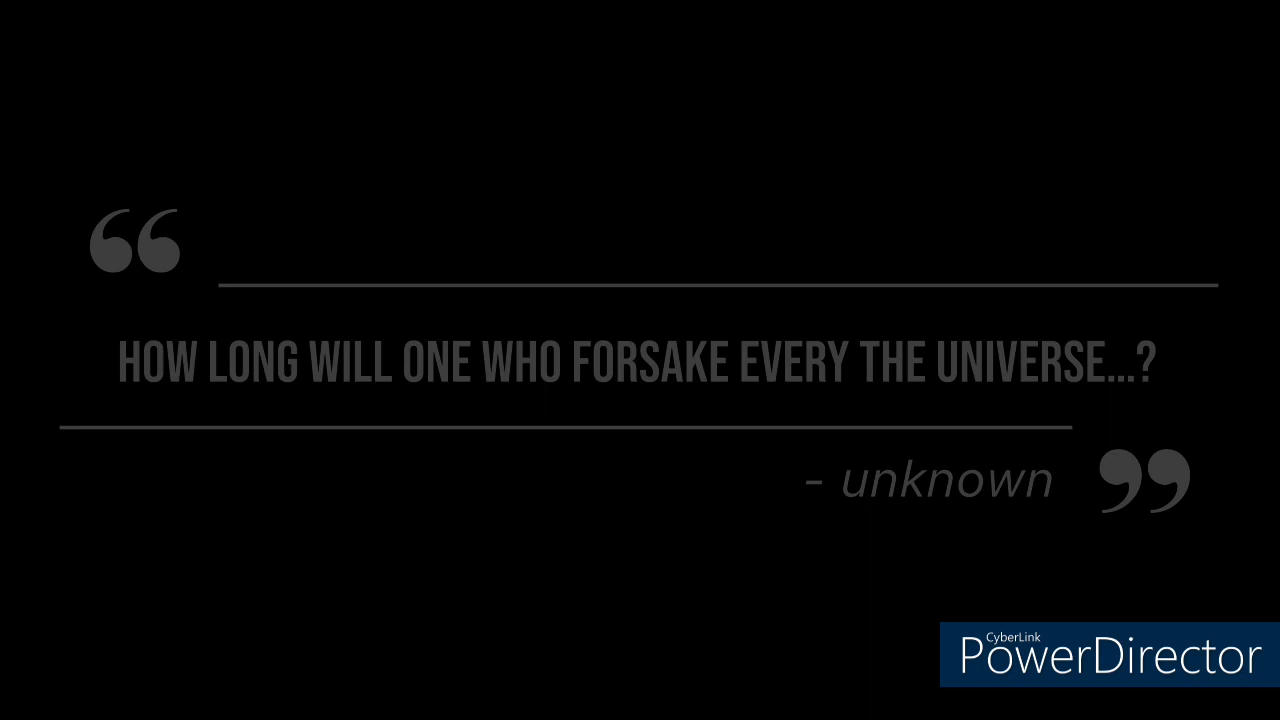 “
HOW LONG WILL ONE WHO FORSAKE EVERY THE UNIVERSE...?
- unknown ”
CyberLink
PowerDirector